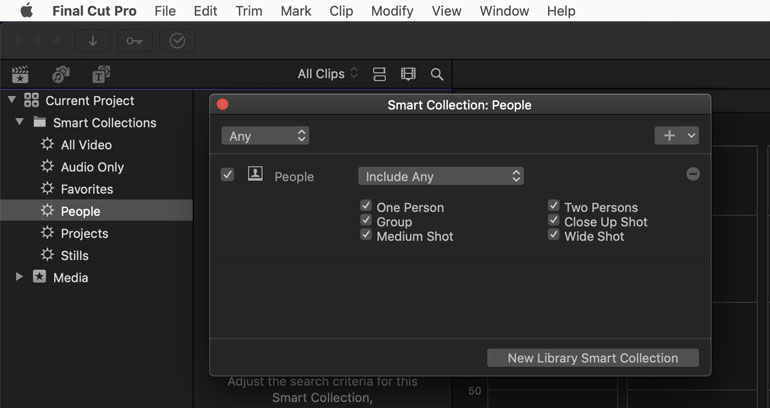 Final Cut Pro File Edit Trim Mark Clip Modify View Window Help
All Clips
Current Project
Smart Collections
All Video
Audio Only
Favorites
People
Projects
Stills
Media
Smart Collection: People
Any
People
Include Any
One Person
Two Persons
Group
Close Up Shot
Medium Shot
Wide Shot
New Library Smart Collection
Adjust the search criteria for this
Smart Collection,
50